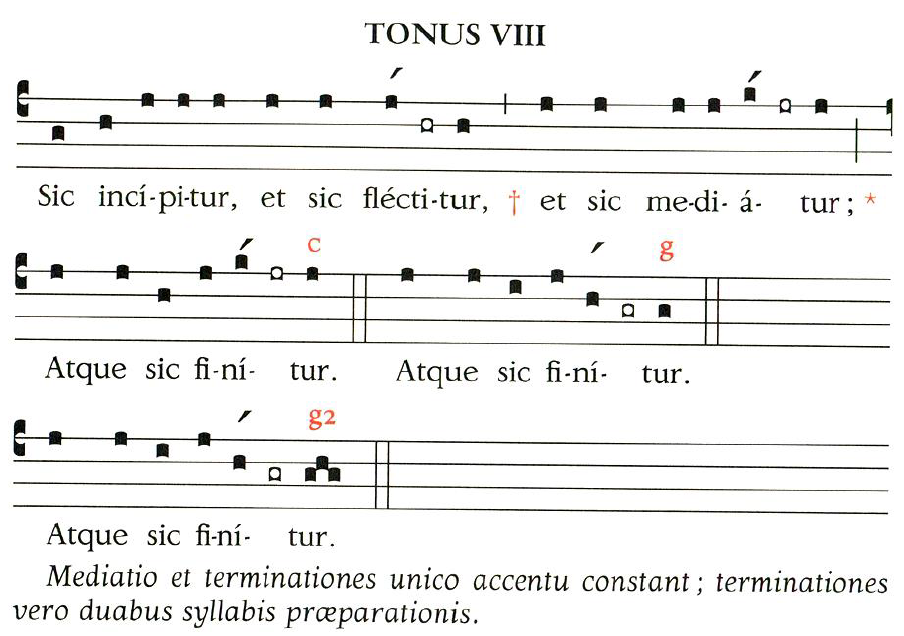 TONUS VIII
Sic incí-pi-tur, et sic flécti-tur, † et sic me-di- á- tur ; *
c g
Atque sic fi-ní- tur. Atque sic fi-ní- tur.
g2
Atque sic fi-ní- tur.
Mediatio et terminationes unico accentu constant ; terminationes
vero duabus syllabis præparationis.